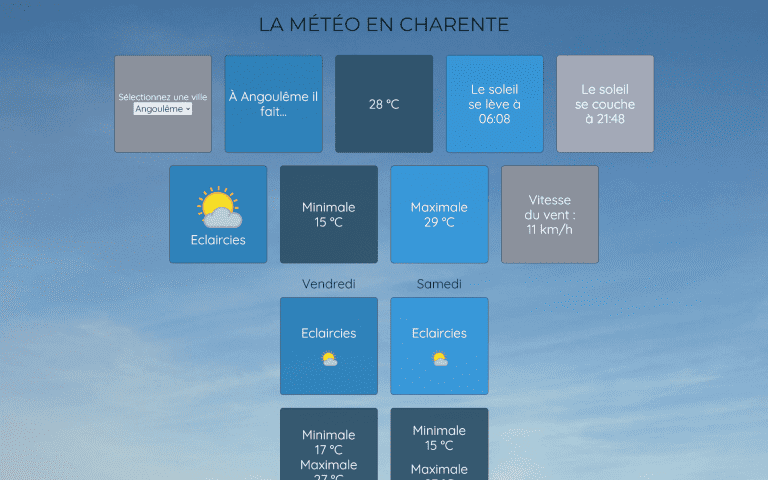 LA MÉTÉO EN CHARENTE
Sélectionnez une ville
Angoulême
À Angoulême il
fait...
28 °C
Le soleil
se lève à
06:08
Le soleil
se couche
à 21:48
Eclaircies
Minimale
15 °C
Maximale
29 °C
Vitesse
du vent :
11 km/h
Vendredi
Samedi
Eclaircies
Eclaircies
Minimale
17 °C
Maximale
27 °C
Minimale
15 °C
Maximale